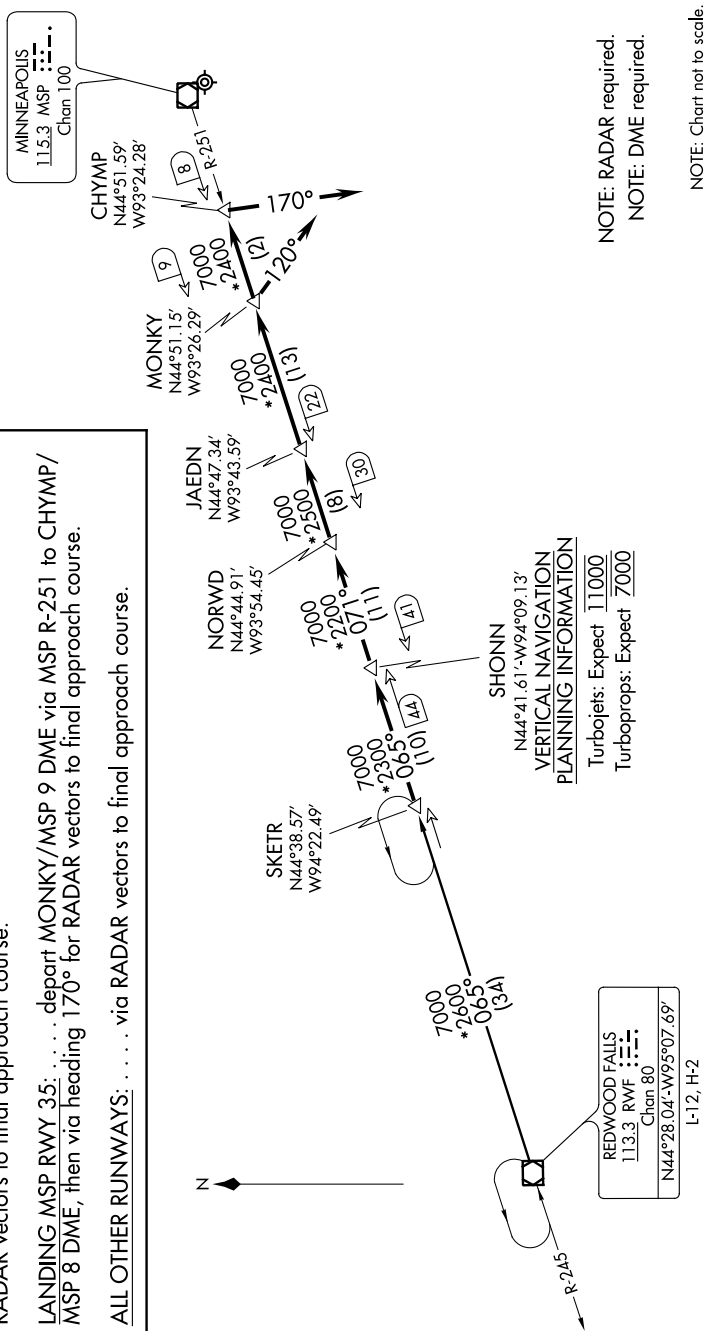 RADAR vectors to final approach course.
LANDING MSP RWY 35: . . . . depart MONKY/MSP 9 DME via MSP R-251 to CHYMP/
MSP 8 DME, then via heading 170° for RADAR vectors to final approach course.
ALL OTHER RUNWAYS: . . . . via RADAR vectors to final approach course.
MINNEAPOLIS
115.3 MSP
Chan 100
R-251
8
CHYMP
N44°51.59'
W93°24.28'
170°
9
7000
*2400
(2)
120°
MONKY
N44°51.15'
W93°26.29'
7000
*2400
(13)
22
JAEDN
N44°47.34'
W93°43.59'
7000
*2500
(8)
30
NORWD
N44°44.91'
W93°54.45'
7000
*2200
071°
(11)
41
SHONN
N44°41.61'-W94°09.13'
VERTICAL NAVIGATION
PLANNING INFORMATION
Turbojets: Expect 11000
Turboprops: Expect 7000
44
7000
*2300
065°
(10)
SKETR
N44°38.57'
W94°22.49'
7000
*2600
065°
(34)
N
REDWOOD FALLS
113.3 RWF
Chan 80
N44°28.04'-W95°07.69'
L-12, H-2
R-245
NOTE: RADAR required.
NOTE: DME required.
NOTE: Chart not to scale.